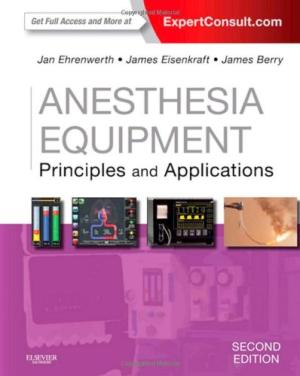 Get Full Access and More at
ExpertConsult.com
Jan Ehrenwerth • James Eisenkraft • James Berry
ANESTHESIA
EQUIPMENT
Principles and Applications
SECOND
EDITION
ELSEVIER
SAUNDERS